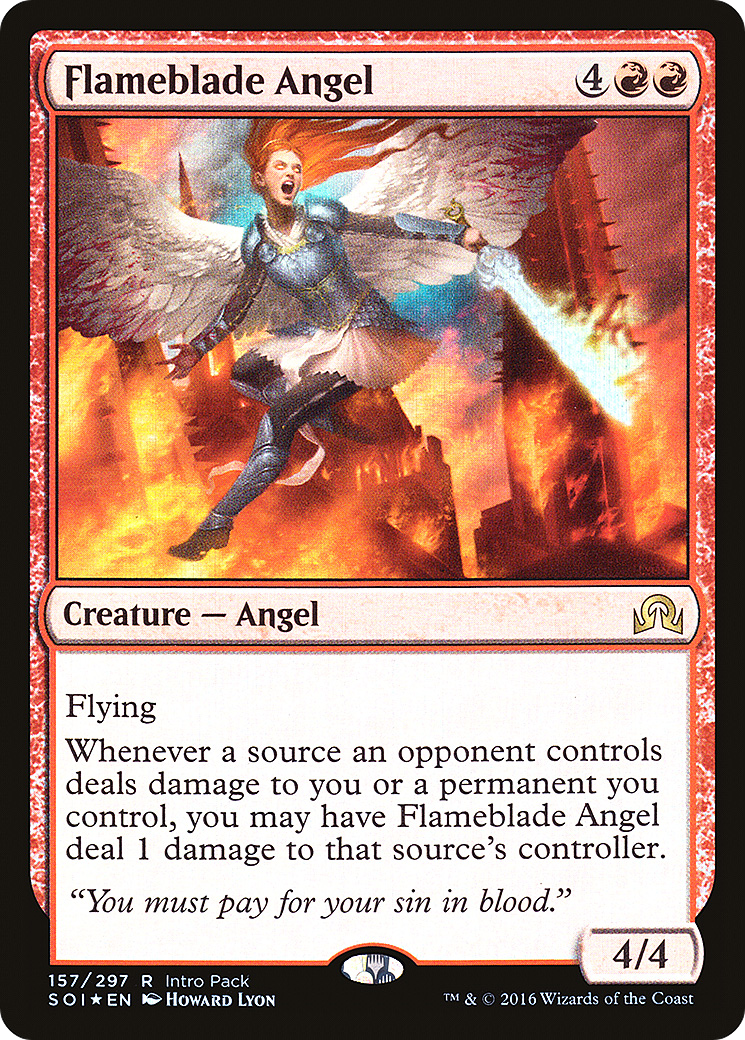 Flameblade Angel 4
Creature — Angel
Flying
Whenever a source an opponent controls
deals damage to you or a permanent you
control, you may have Flameblade Angel
deal 1 damage to that source's controller.
“You must pay for your sin in blood.”
4/4
157/297 R Intro Pack
SOI★EN Howard Lyon
™ & © 2016 Wizards of the Coast